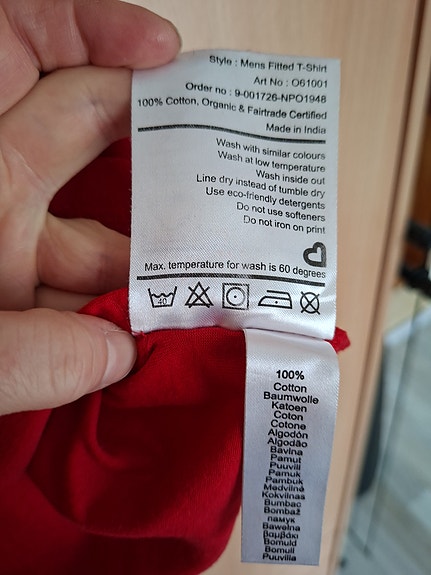 Style : Mens Fitted T-Shirt
Art No : O61001
Order no : 9-001726-NPO1948
100% Cotton, Organic & Fairtrade Certified
Made in India
Wash with similar colours
Wash at low temperature
Wash inside out
Line dry instead of tumble dry
Use eco-friendly detergents
Do not use softeners
Do not iron on print
Max. temperature for wash is 60 degrees
40
100%
Cotton
Baumwolle
Katoen
Coton
Cotone
Algodón
Algodão
Bavlna
Pamut
Puuvill
Pamuk
Pambuk
Medvilnė
Kokvilnas
Bumbac
Bombaž
памук
Bawełna
βαμβάκι
Bomuld
Bomull
Puuvilla